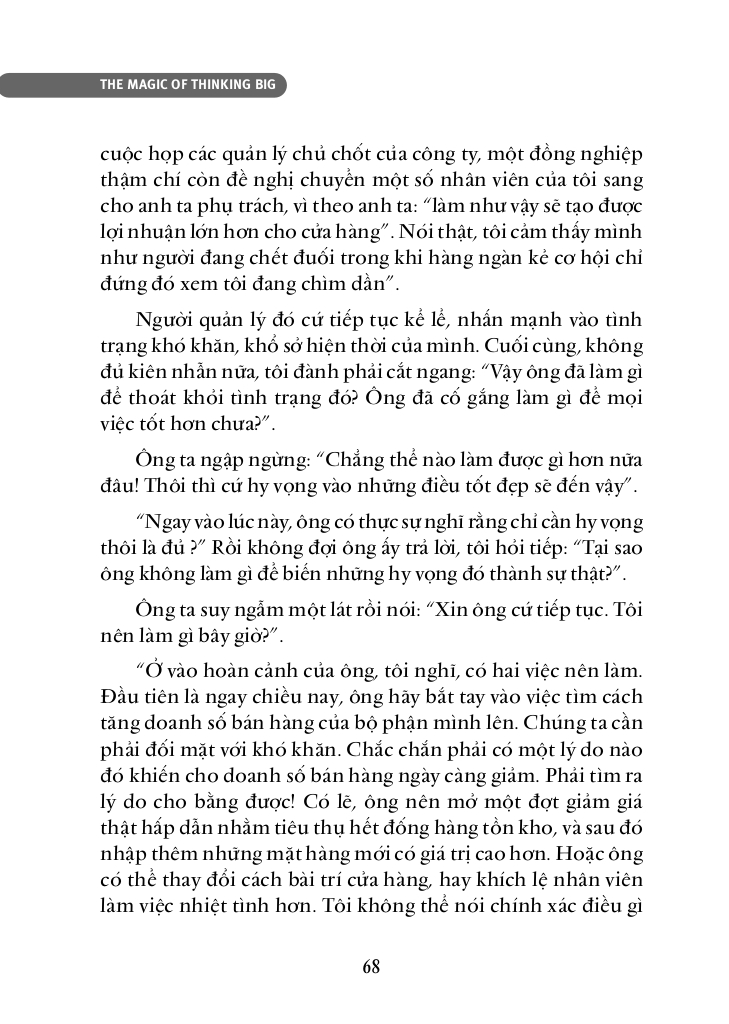 THE MAGIC OF THINKING BIG
cuộc họp các quản lý chủ chốt của công ty, một đồng nghiệp
thậm chí còn đề nghị chuyển một số nhân viên của tôi sang
cho anh ta phụ trách, vì theo anh ta: “làm như vậy sẽ tạo được
lợi nhuận lớn hơn cho cửa hàng”. Nói thật, tôi cảm thấy mình
như người đang chết đuối trong khi hàng ngàn kẻ cơ hội chỉ
đứng đó xem tôi đang chìm dần”.
Người quản lý đó cứ tiếp tục kể lể, nhấn mạnh vào tình
trạng khó khăn, khổ sở hiện thời của mình. Cuối cùng, không
đủ kiên nhẫn nữa, tôi đành phải cắt ngang: “Vậy ông đã làm gì
để thoát khỏi tình trạng đó? Ông đã cố gắng làm gì để mọi
việc tốt hơn chưa?”.
Ông ta ngập ngừng: “Chẳng thể nào làm được gì hơn nữa
đâu! Thôi thì cứ hy vọng vào những điều tốt đẹp sẽ đến vậy”.
“Ngay vào lúc này, ông có thực sự nghĩ rằng chỉ cần hy vọng
thôi là đủ ?” Rồi không đợi ông ấy trả lời, tôi hỏi tiếp: “Tại sao
ông không làm gì để biến những hy vọng đó thành sự thật?”.
Ông ta suy ngẫm một lát rồi nói: “Xin ông cứ tiếp tục. Tôi
nên làm gì bây giờ?”.
“Ở vào hoàn cảnh của ông, tôi nghĩ, có hai việc nên làm.
Đầu tiên là ngay chiều nay, ông hãy bắt tay vào việc tìm cách
tăng doanh số bán hàng của bộ phận mình lên. Chúng ta cần
phải đối mặt với khó khăn. Chắc chắn phải có một lý do nào
đó khiến cho doanh số bán hàng ngày càng giảm. Phải tìm ra
lý do cho bằng được! Có lẽ, ông nên mở một đợt giảm giá
thật hấp dẫn nhằm tiêu thụ hết đống hàng tồn kho, và sau đó
nhập thêm những mặt hàng mới có giá trị cao hơn. Hoặc ông
có thể thay đổi cách bài trí cửa hàng, hay khích lệ nhân viên
làm việc nhiệt tình hơn. Tôi không thể nói chính xác điều gì
68